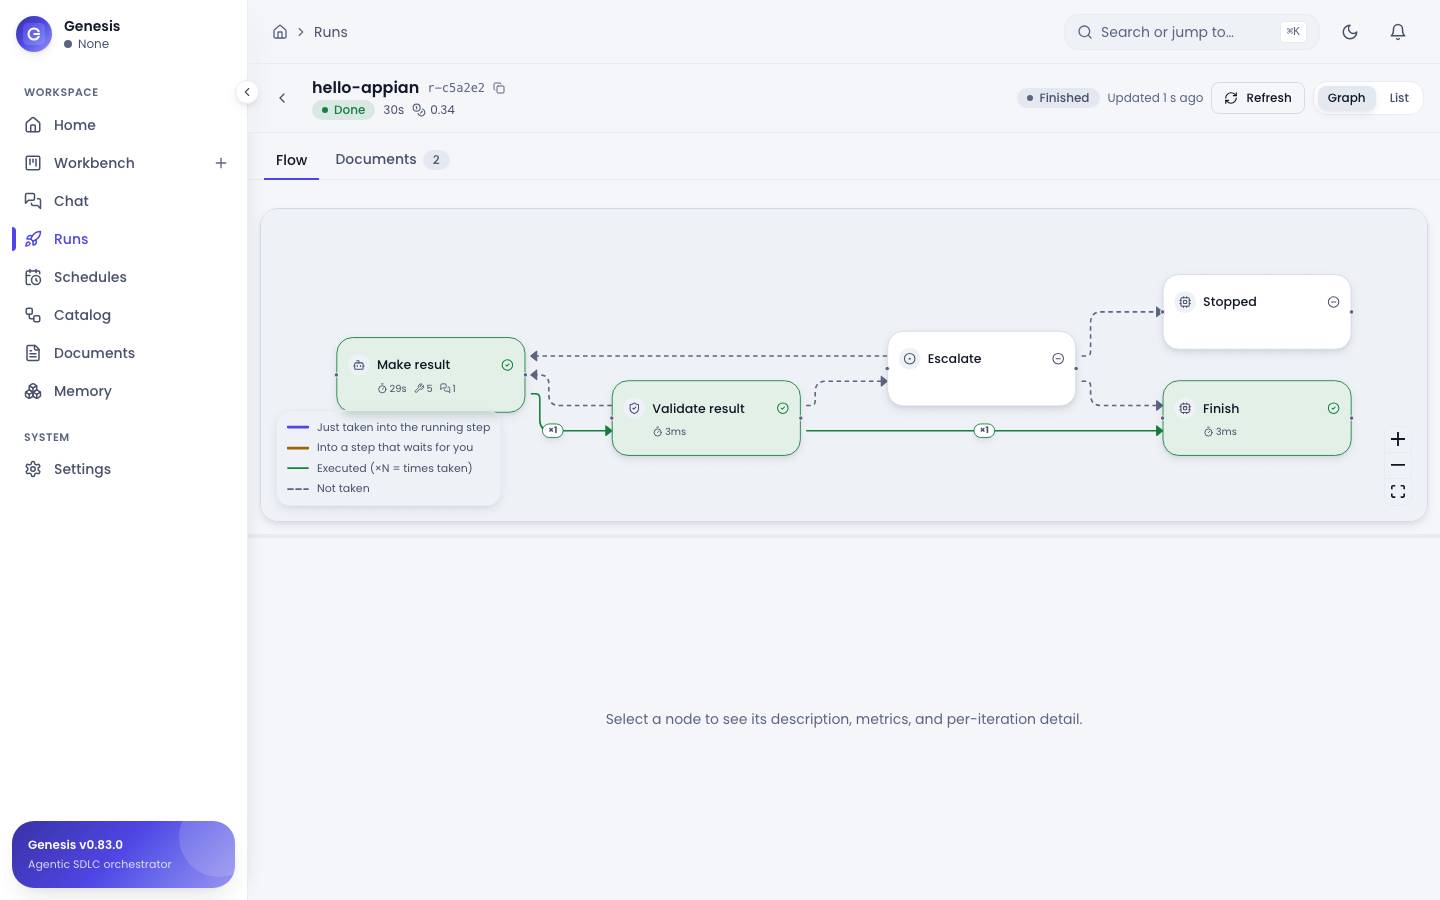 Genesis
None
WORKSPACE
Home
Workbench
Chat
Runs
Schedules
Catalog
Documents
Memory
SYSTEM
Settings
Genesis v0.83.0
Agentic SDLC orchestrator
Runs
Search or jump to...
⌘K
hello-appian r-c5a2e2
Done 30s 0.34
Finished Updated 1 s ago Refresh Graph List
Flow Documents 2
Stopped
Make result
29s 5 1
Escalate
Validate result
3ms
Finish
3ms
×1
×1
Just taken into the running step
Into a step that waits for you
Executed (×N = times taken)
Not taken
Select a node to see its description, metrics, and per-iteration detail.